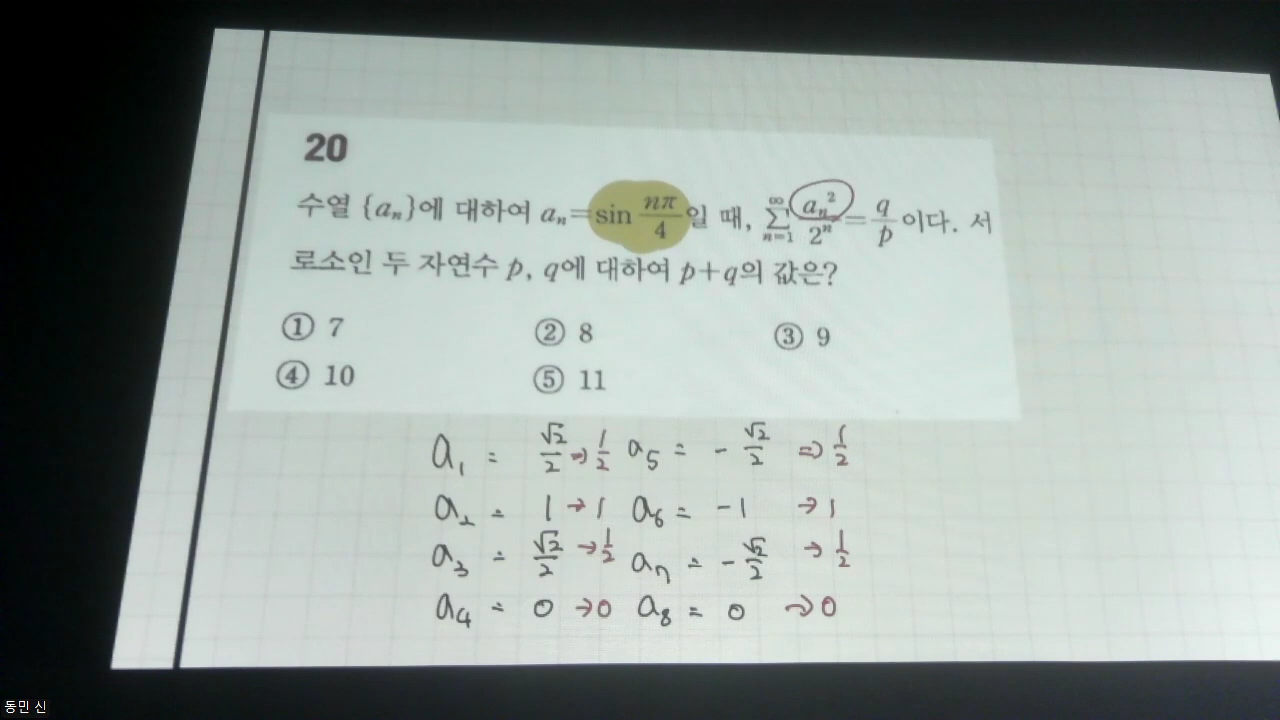 20
수열 {aₙ}에 대하여 aₙ=sin nπ/4 일 때, ∑ₙ₌₁^∞ aₙ²/2ⁿ = q/p 이다. 서
로소인 두 자연수 p, q에 대하여 p+q의 값은?
① 7 ② 8 ③ 9
④ 10 ⑤ 11
a₁ = √2/2 ⇒ 1/2 a₅ = -√2/2 ⇒ 1/2
a₂ = 1 → 1 a₆ = -1 → 1
a₃ = √2/2 → 1/2 a₇ = -√2/2 → 1/2
a₄ = 0 → 0 a₈ = 0 → 0
동민 신